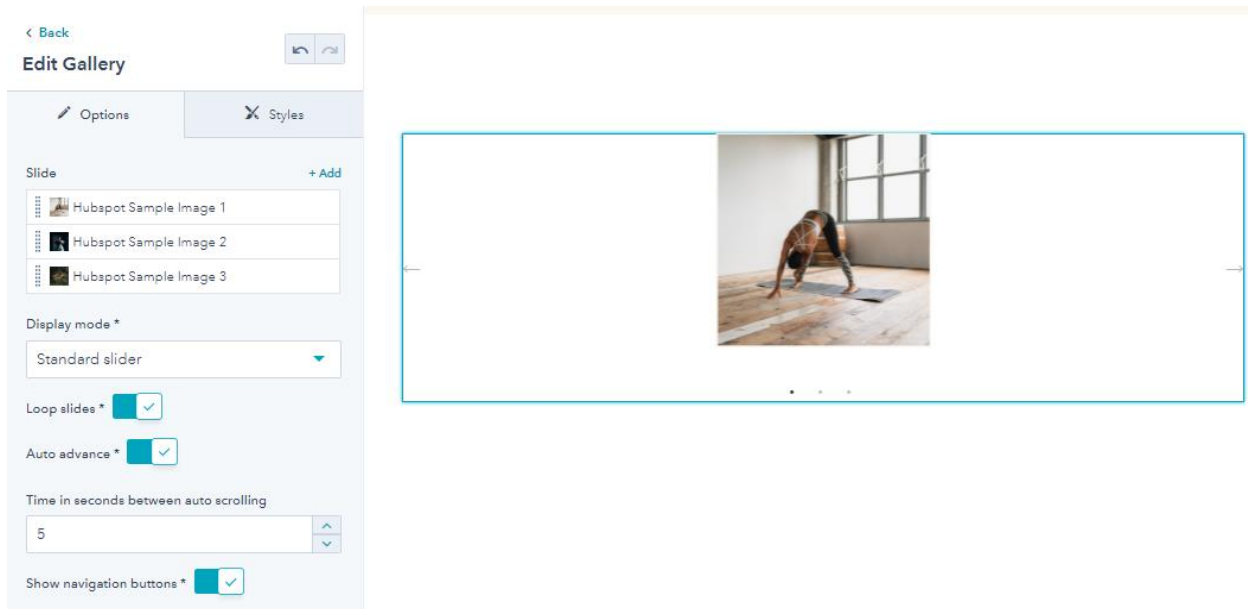 Back
Edit Gallery
Options
Styles
Slide
+ Add
Hubspot Sample Image 1
Hubspot Sample Image 2
Hubspot Sample Image 3
Display mode *
Standard slider
Loop slides *
Auto advance *
Time in seconds between auto scrolling
5
Show navigation buttons *